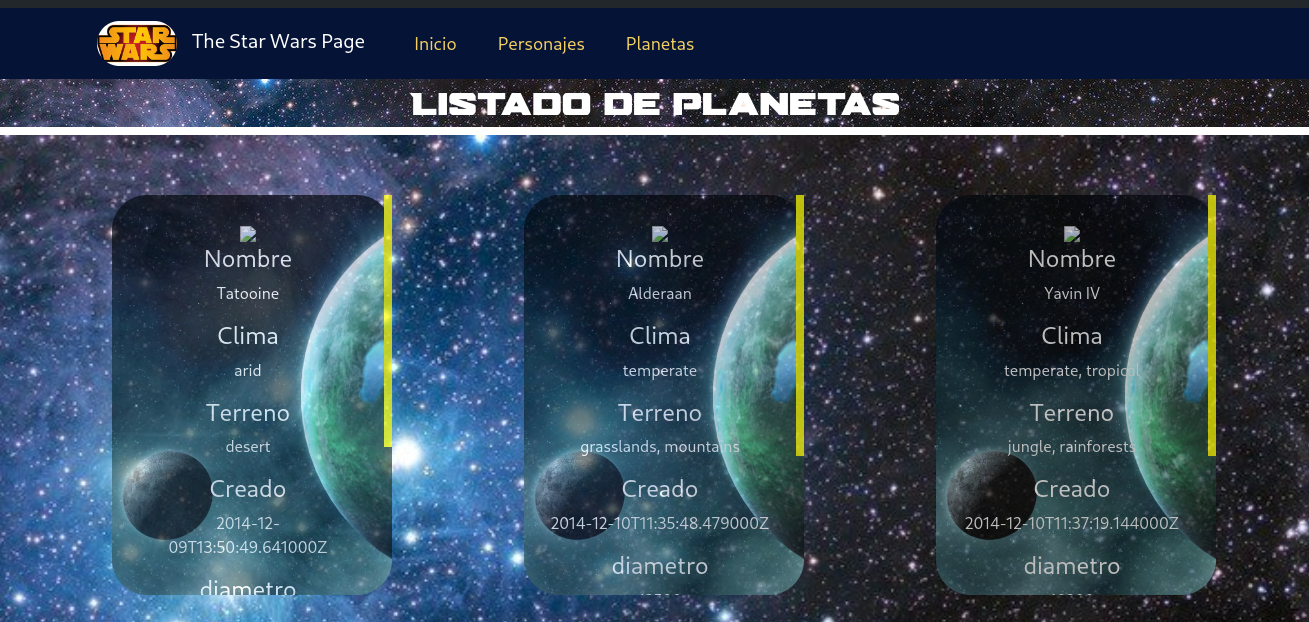 STAR WARS
The Star Wars Page
Inicio
Personajes
Planetas
LISTADO DE PLANETAS
Nombre
Tatooine
Clima
arid
Terreno
desert
Creado
2014-12-
09T13:50:49.641000Z
diametro
Nombre
Alderaan
Clima
temperate
Terreno
grasslands, mountains
Creado
2014-12-10T11:35:48.479000Z
diametro
Nombre
Yavin IV
Clima
temperate, tropical
Terreno
jungle, rainforests
Creado
2014-12-10T11:37:19.144000Z
diametro